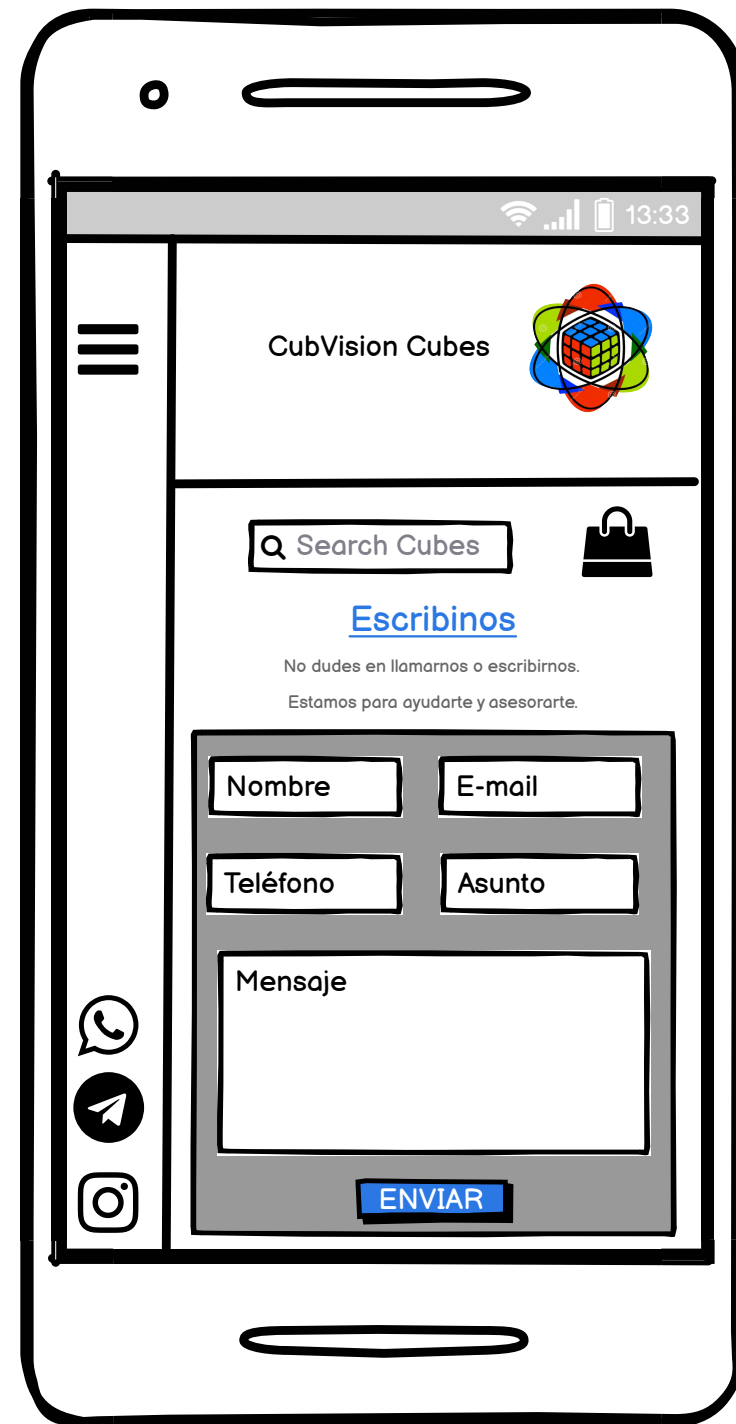 13:33
CubVision Cubes
Search Cubes
Escribinos
No dudes en llamarnos o escribirnos.
Estamos para ayudarte y asesorarte.
Nombre
E-mail
Teléfono
Asunto
Mensaje
ENVIAR